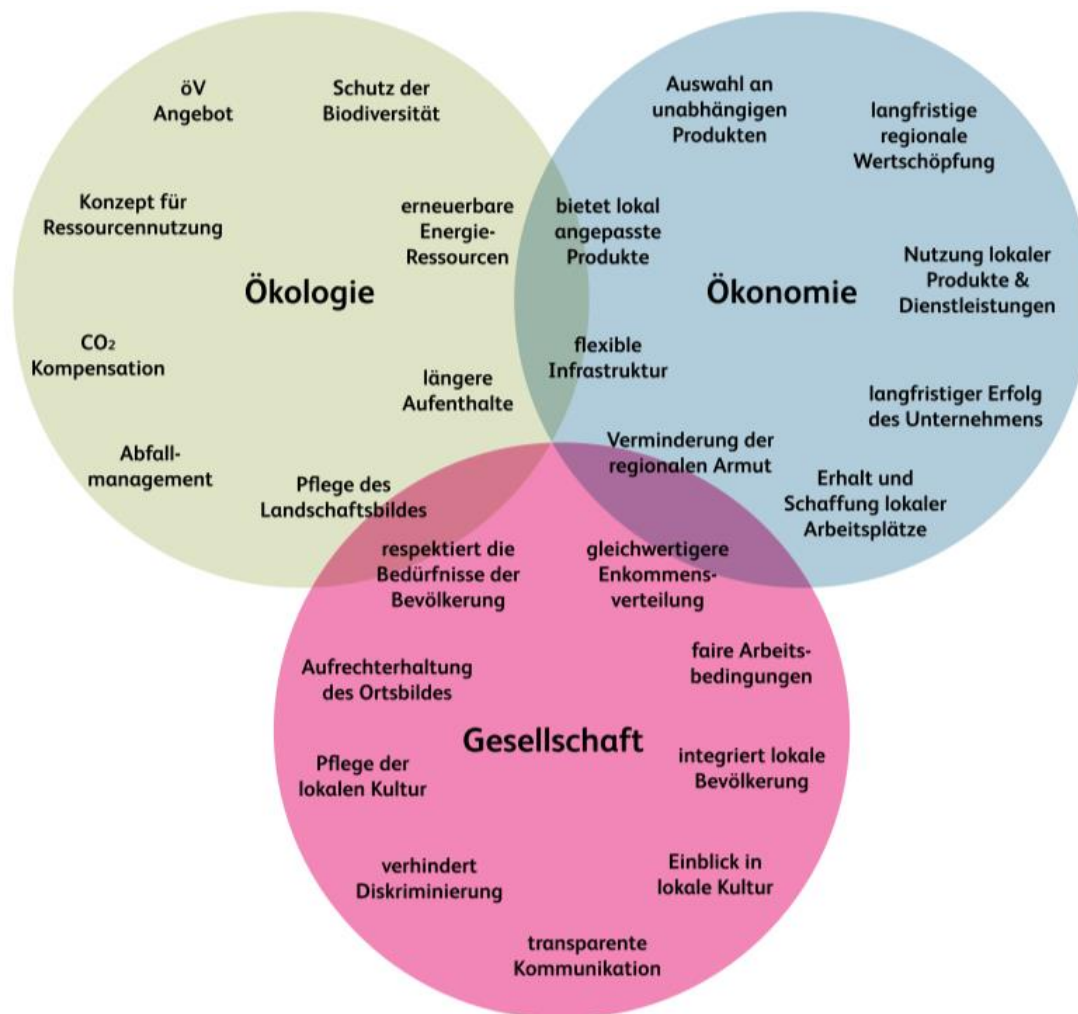 öV
Angebot
Schutz der
Biodiversität
Konzept für
Ressourcennutzung
erneuerbare
Energie-
Ressourcen
Ökologie
CO₂
Kompensation
längere
Aufenthalte
Abfall-
management
Pflege des
Landschaftsbildes
Auswahl an
unabhängigen
Produkten
langfristige
regionale
Wertschöpfung
bietet lokal
angepasste
Produkte
Ökonomie
Nutzung lokaler
Produkte &
Dienstleistungen
flexible
Infrastruktur
langfristiger Erfolg
des Unternehmens
Verminderung der
regionalen Armut
Erhalt und
Schaffung lokaler
Arbeitsplätze
respektiert die
Bedürfnisse der
Bevölkerung
gleichwertigere
Enkommens-
verteilung
Aufrechterhaltung
des Ortsbildes
faire Arbeits-
bedingungen
Gesellschaft
Pflege der
lokalen Kultur
integriert lokale
Bevölkerung
verhindert
Diskriminierung
Einblick in
lokale Kultur
transparente
Kommunikation